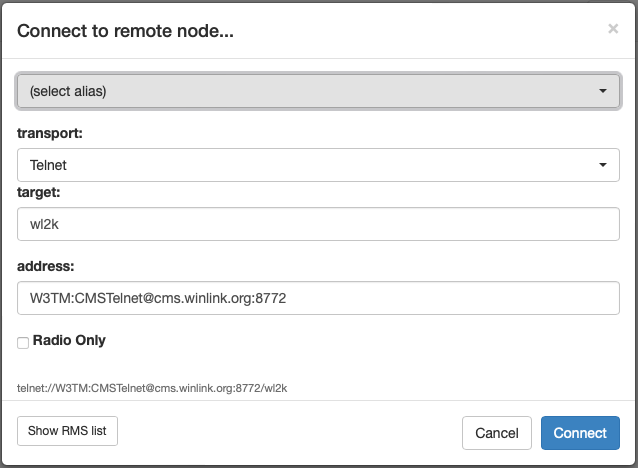 Connect to remote node...
×
(select alias)
transport:
Telnet
target:
wl2k
address:
W3TM:CMSTelnet@cms.winlink.org:8772
Radio Only
telnet://W3TM:CMSTelnet@cms.winlink.org:8772/wl2k
Show RMS list
Cancel
Connect